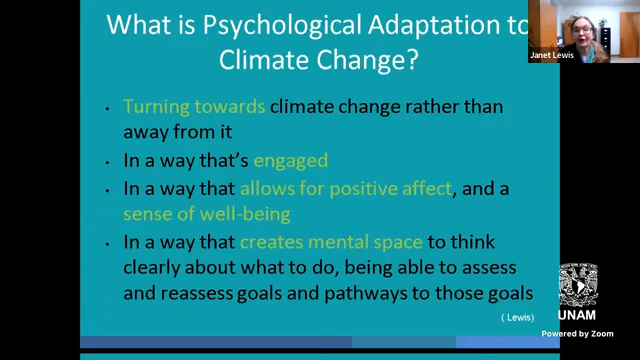 What is Psychological Adaptation to
Climate Change?
Janet Lewis
• Turning towards climate change rather than
away from it
• In a way that's engaged
• In a way that allows for positive affect, and a
sense of well-being
• In a way that creates mental space to think
clearly about what to do, being able to assess
and reassess goals and pathways to those goals
( Lewis)
UNAM
Powered by Zoom